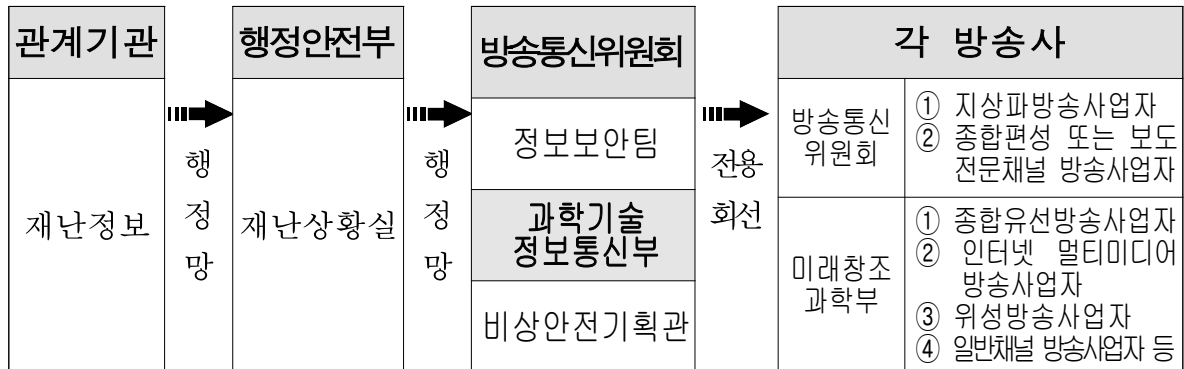 관계기관
재난정보
행
정
망
행정안전부
재난상황실
행
정
망
방송통신위원회
정보보안팀
과학기술
정보통신부
비상안전기획관
전용
회선
각 방송사
방송통신
위원회
① 지상파방송사업자
② 종합편성 또는 보도
전문채널 방송사업자
미래창조
과학부
① 종합유선방송사업자
② 인터넷 멀티미디어
방송사업자
③ 위성방송사업자
④ 일반채널 방송사업자 등